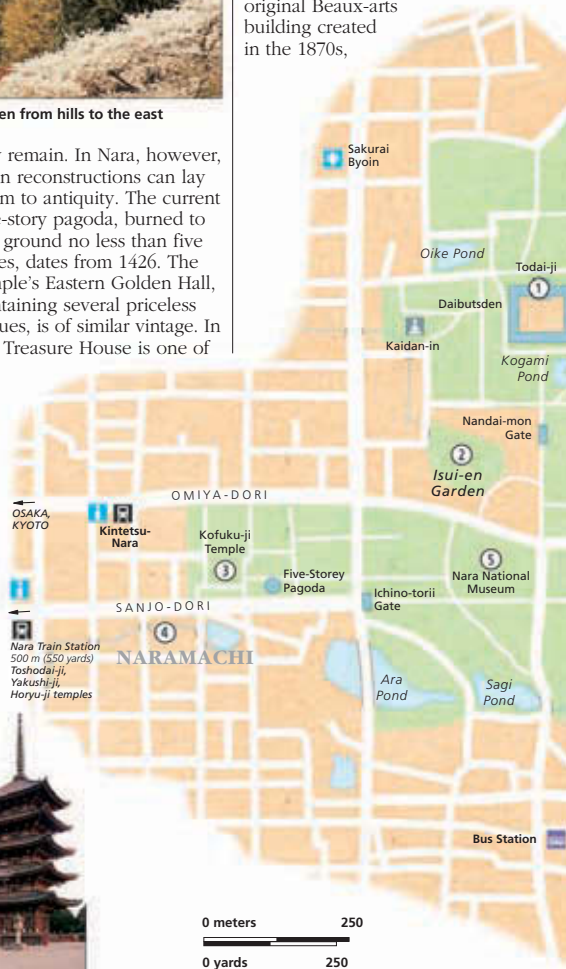 en from hills to the east
y remain. In Nara, however,
n reconstructions can lay
m to antiquity. The current
e-story pagoda, burned to
ground no less than five
es, dates from 1426. The
ple's Eastern Golden Hall,
taining several priceless
ues, is of similar vintage. In
Treasure House is one of
original Beaux-arts
building created
in the 1870s,
Sakurai
Byoin
Oike Pond
Todai-ji
1
Daibutsden
Kaidan-in
Kogami
Pond
Nandai-mon
Gate
2
Isui-en
Garden
OMIYA-DORI
OSAKA,
KYOTO
Kintetsu-
Nara
Kofuku-ji
Temple
3
5
Nara National
Museum
Five-Storey
Pagoda
Ichino-torii
Gate
SANJO-DORI
4
NARAMACHI
Nara Train Station
500 m (550 yards)
Toshodai-ji,
Yakushi-ji,
Horyu-ji temples
Ara
Pond
Sagi
Pond
Bus Station
0 meters 250
0 yards 250